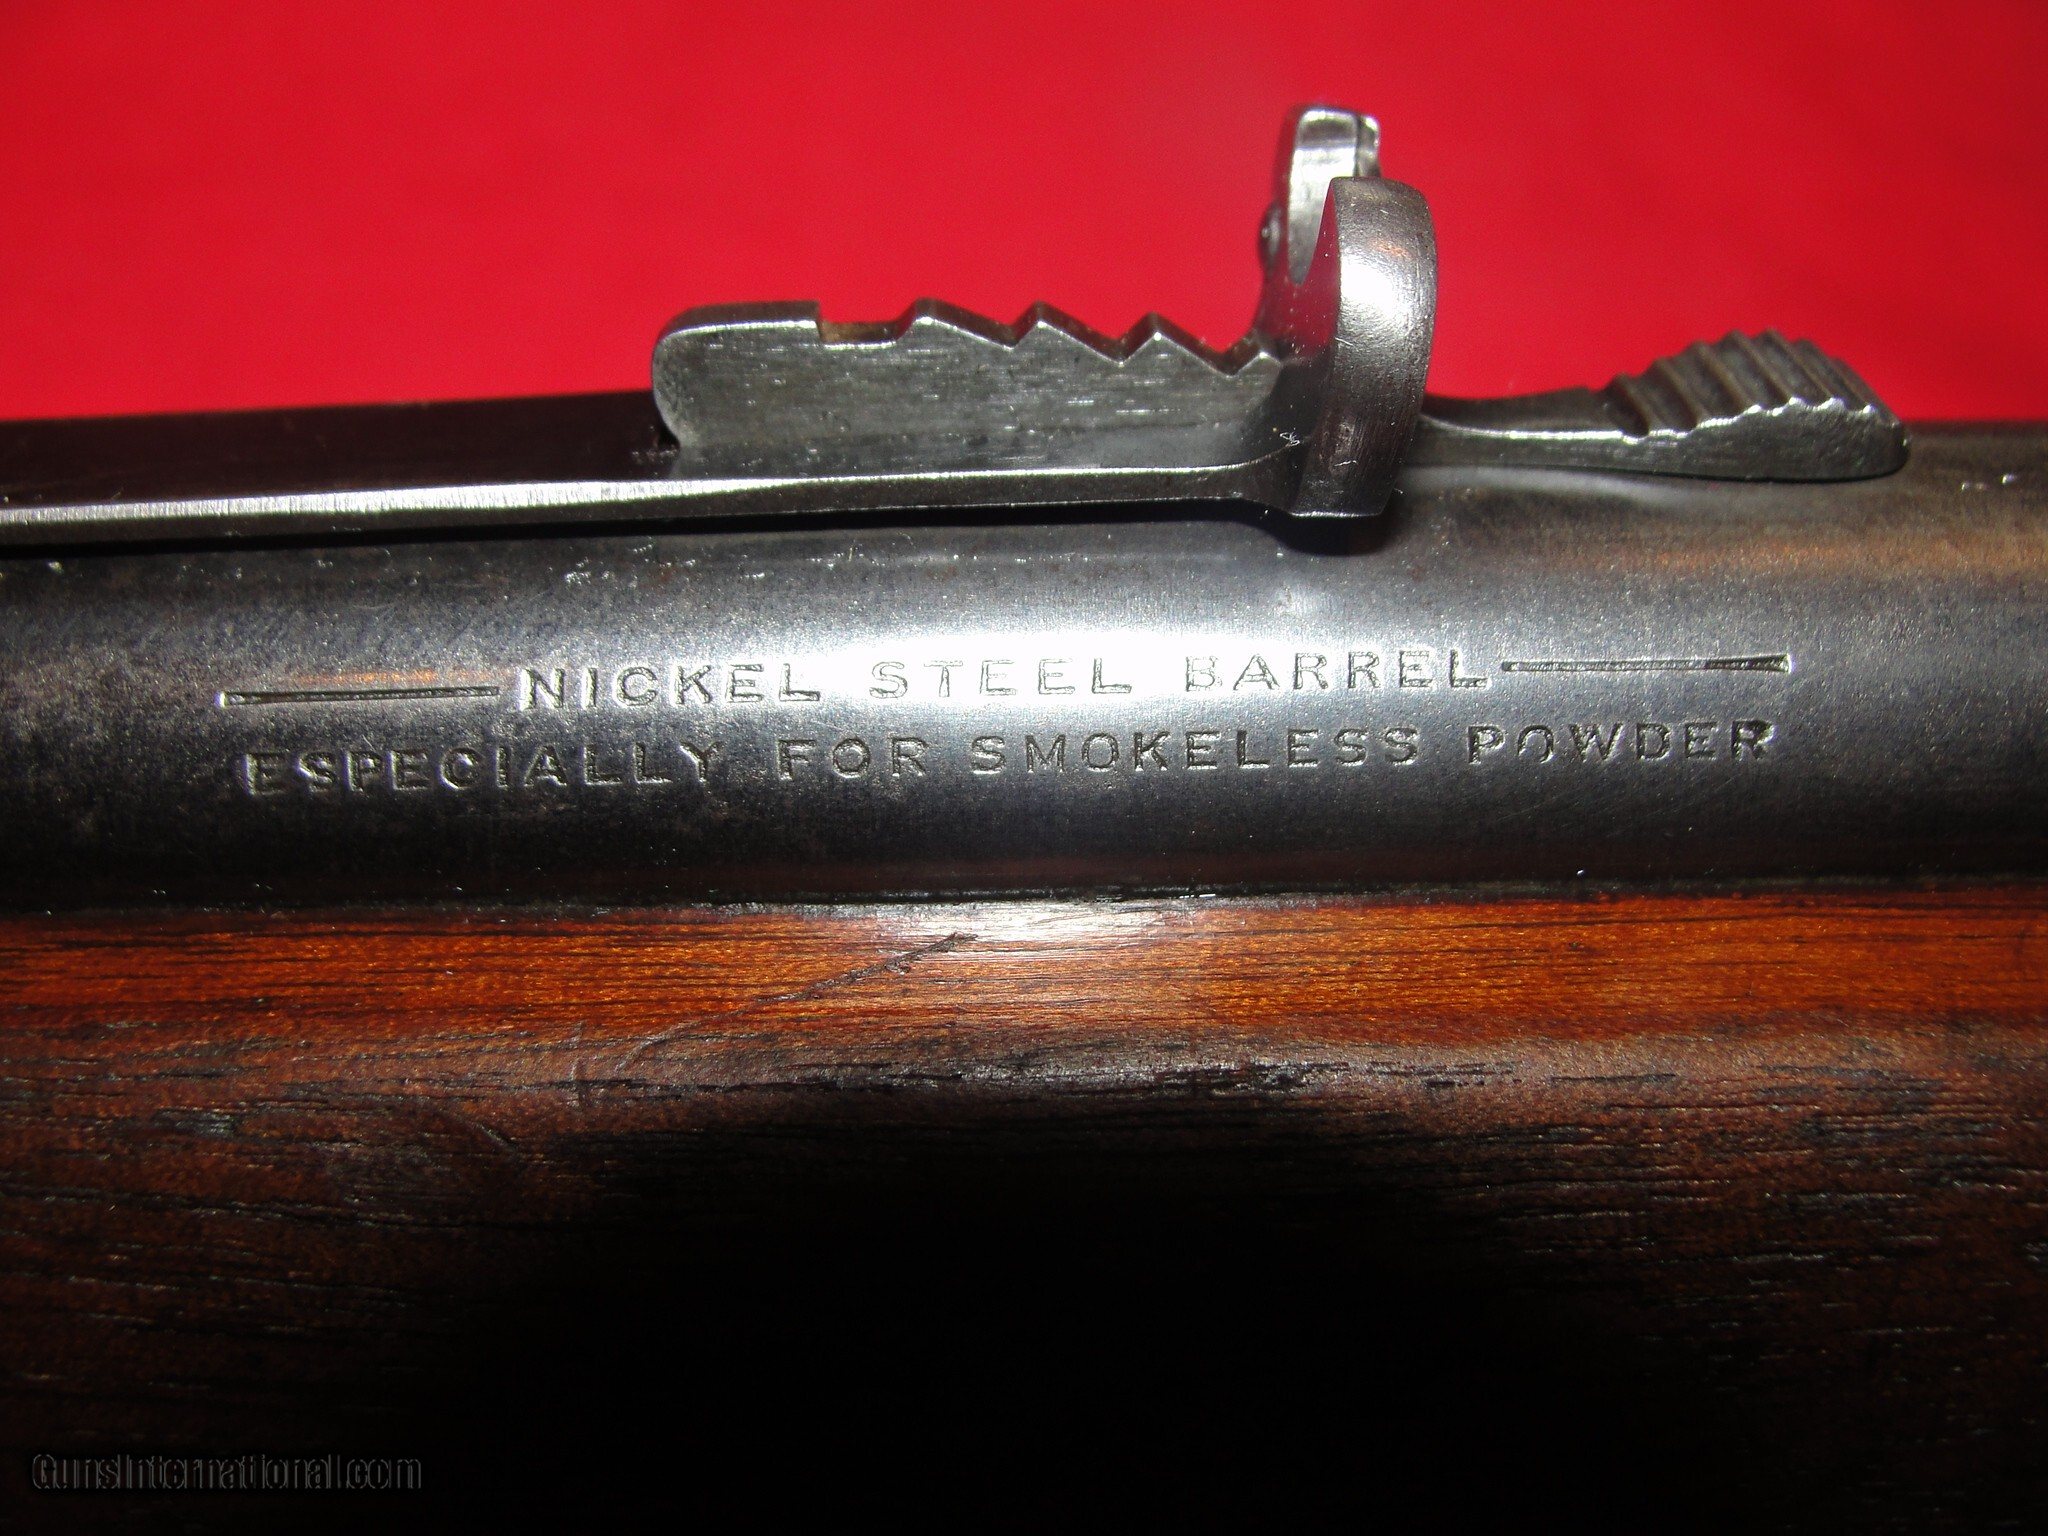 NICKEL STEEL BARREL
ESPECIALLY FOR SMOKELESS POWDER
GunsInternational.com